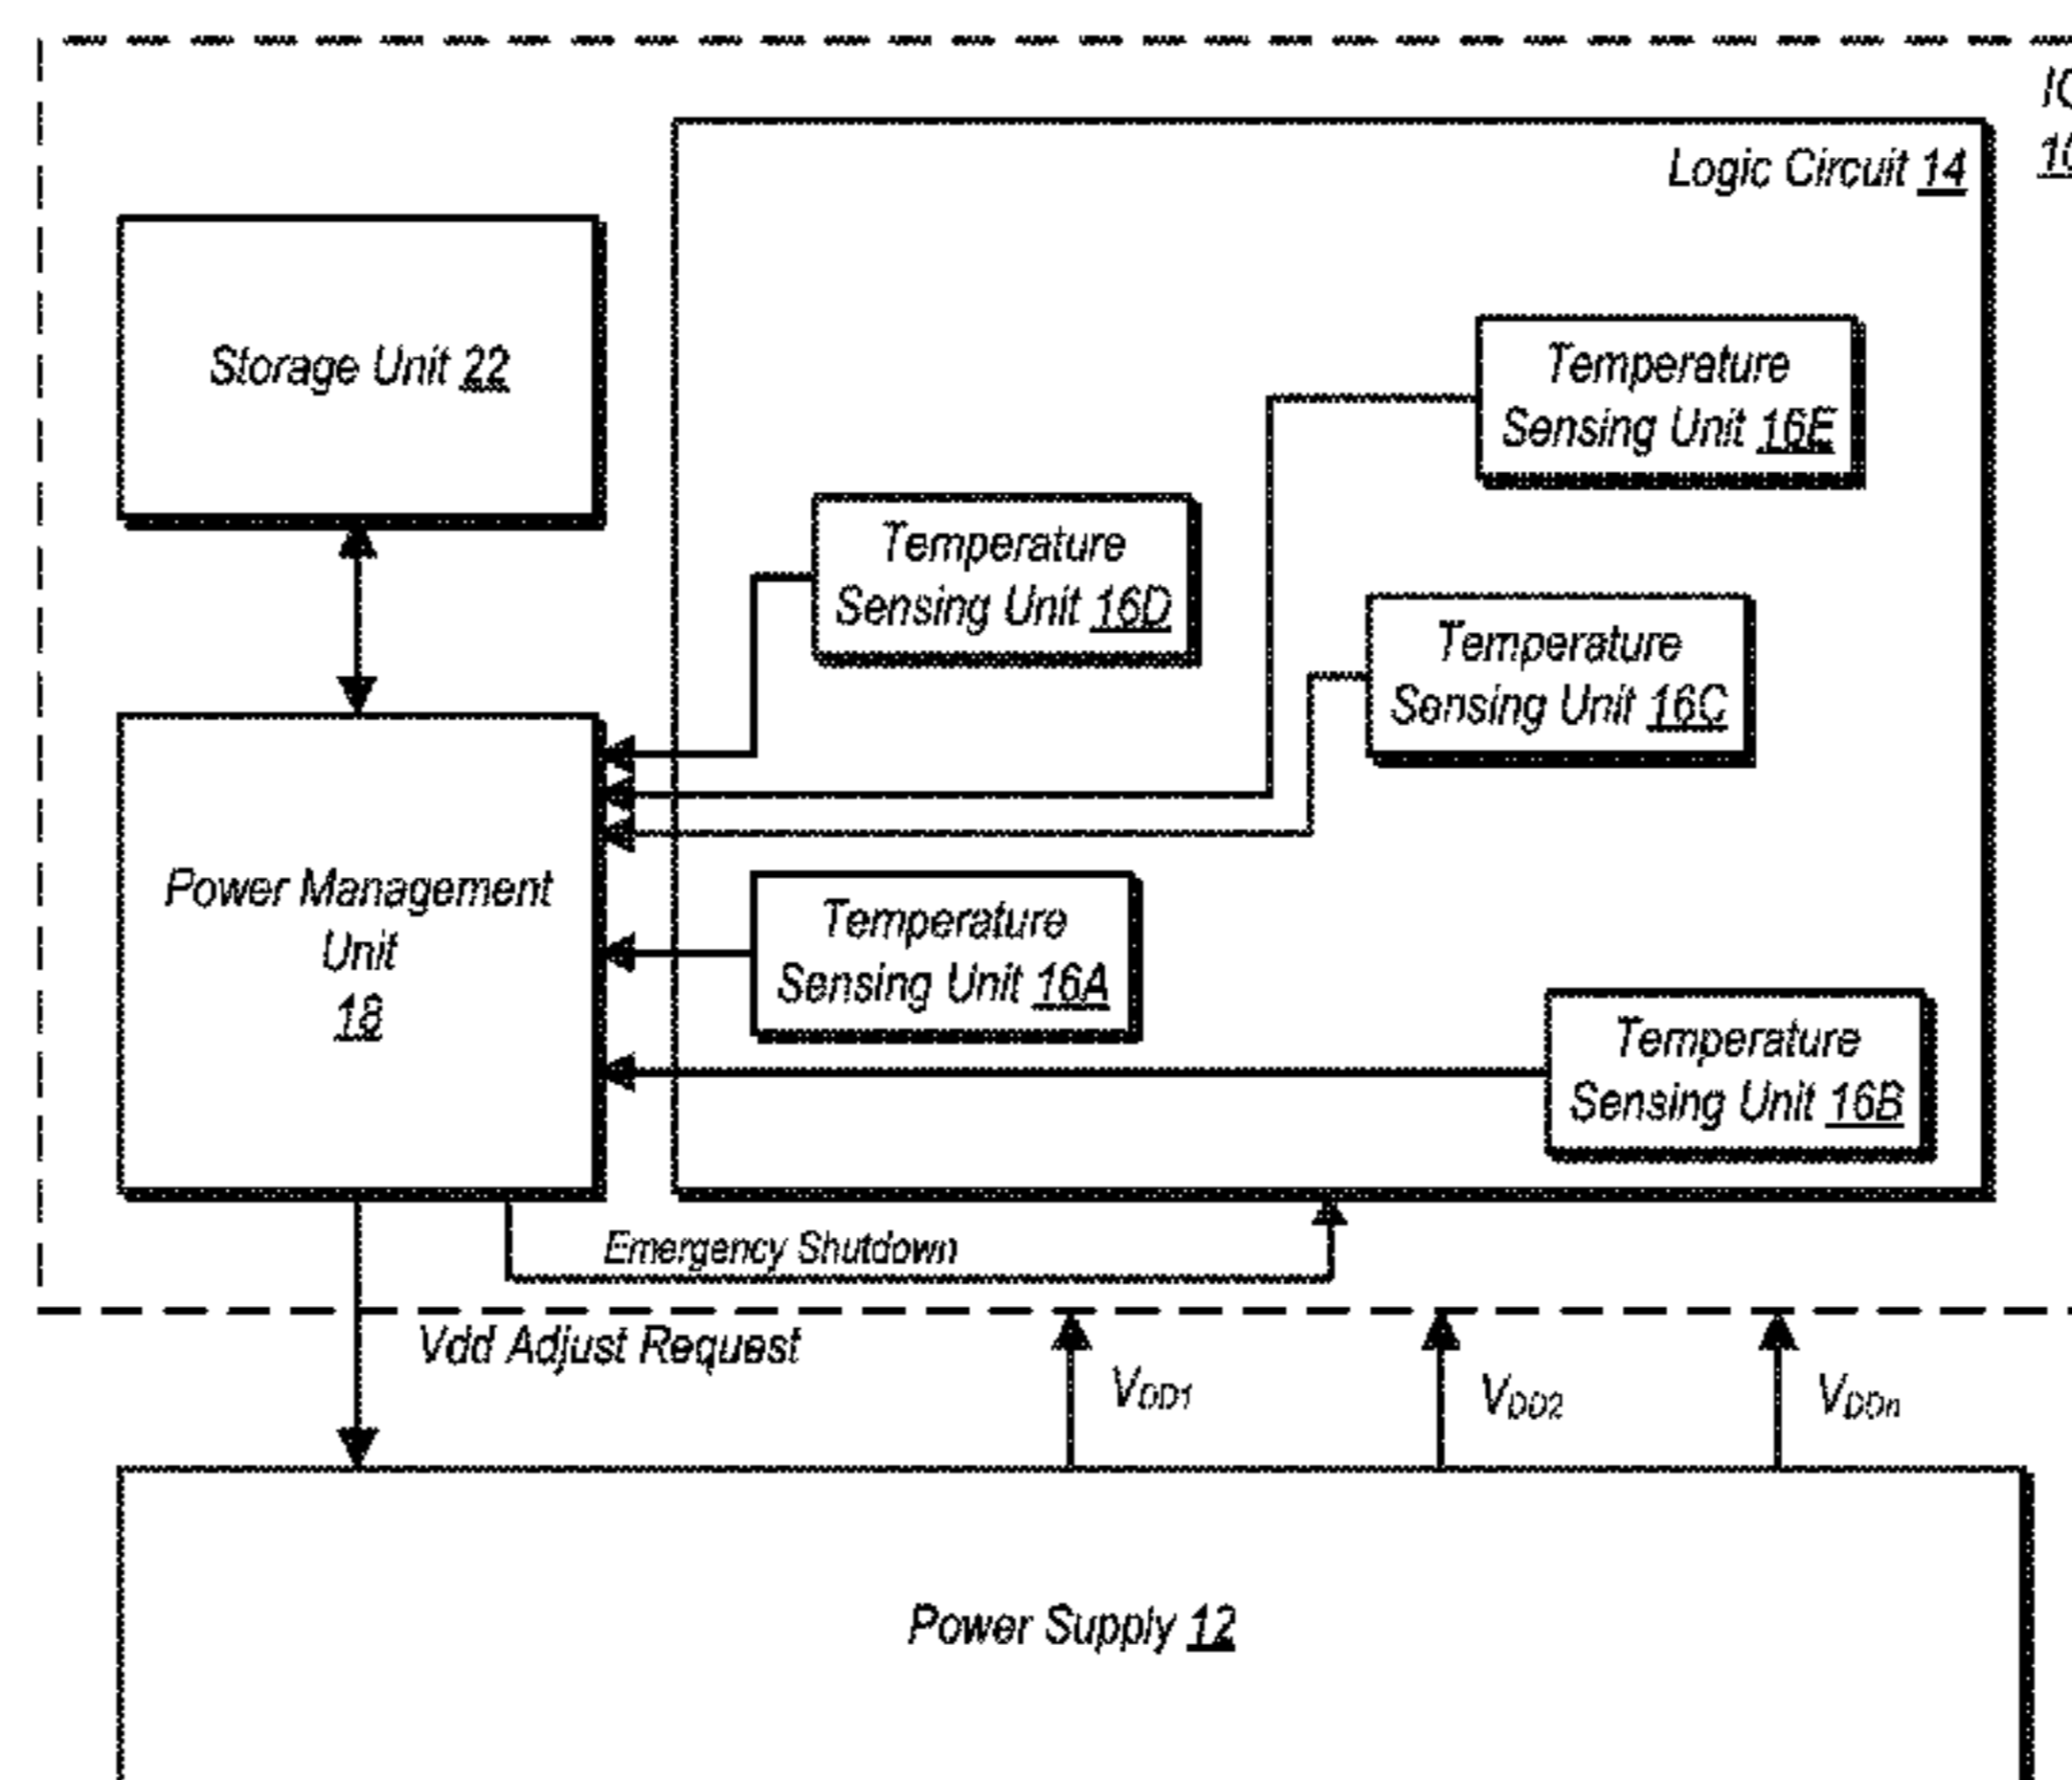 IC
10
Logic Circuit 14
Storage Unit 22
Temperature
Sensing Unit 16E
Temperature
Sensing Unit 16D
Temperature
Sensing Unit 16C
Power Management
Unit
18
Temperature
Sensing Unit 16A
Temperature
Sensing Unit 16B
Emergency Shutdown
Vdd Adjust Request
VDD1
VDD2
VDDn
Power Supply 12